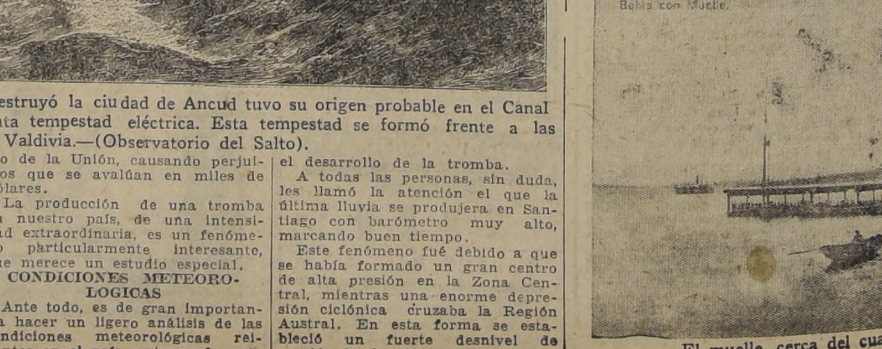 Bahía con Muelle.
estruyó la ciudad de Ancud tuvo su origen probable en el Canal
ta tempestad eléctrica. Esta tempestad se formó frente a las
Valdivia.—(Observatorio del Salto).
o de la Unión, causando perjui-
os que se avalúan en miles de
ólares.
La producción de una tromba
nuestro país, de uña intensi-
ad extraordinaria, es un fenóme-
o particularmente interesante,
ue merece un estudio especial.
CONDICIONES METEORO-
LOGICAS
Ante todo, es de gran importan-
a hacer un ligero análisis de las
ndiciones meteorológicas rei-
el desarrollo de la tromba.
A todas las personas, sin duda,
les llamó la atención el que la
última lluvia se produjera en San-
tiago con barómetro muy alto,
marcando buen tiempo.
Este fenómeno fué debido a que
se había formado un gran centro
de alta presión en la Zona Cen-
tral, mientras una enorme depre-
sión ciclónica cruzaba la Región
Austral. En esta forma se esta-
bleció un fuerte desnivel de
El muelle, cerca del cua